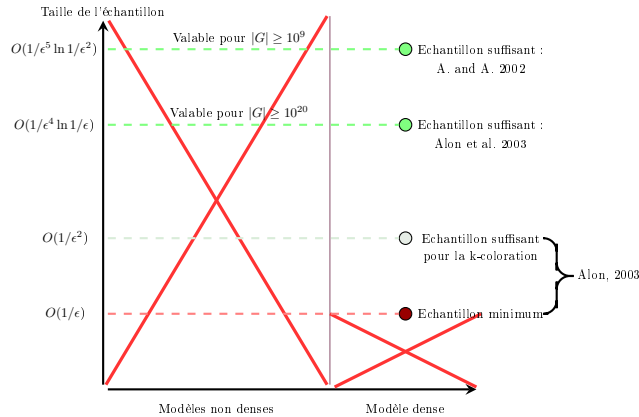 Taille de l'échantillon
O(1/ϵ⁵ ln 1/ϵ²)
Valable pour |G| ≥ 10⁹
Echantillon suffisant :
A. and A. 2002
O(1/ϵ⁴ ln 1/ϵ)
Valable pour |G| ≥ 10²⁰
Echantillon suffisant :
Alon et al. 2003
O(1/ϵ²)
Echantillon suffisant
pour la k-coloration
Alon, 2003
O(1/ϵ)
Echantillon minimum
Modèles non denses
Modèle dense